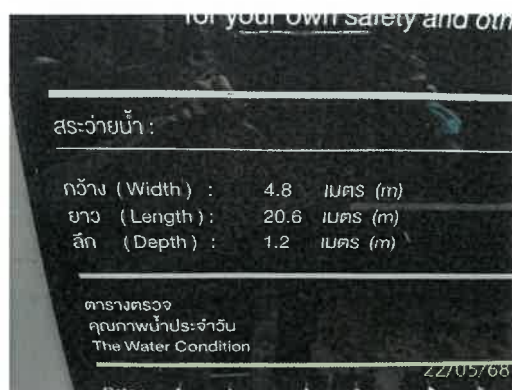 for your own safety and oth
สระว่ายน้ำ :
กว้าง (Width) : 4.8 เมตร (m)
ยาว (Length) : 20.6 เมตร (m)
ลึก (Depth) : 1.2 เมตร (m)
ตารางตรวจ
คุณภาพน้ำประจำวัน
The Water Condition
22/05/68